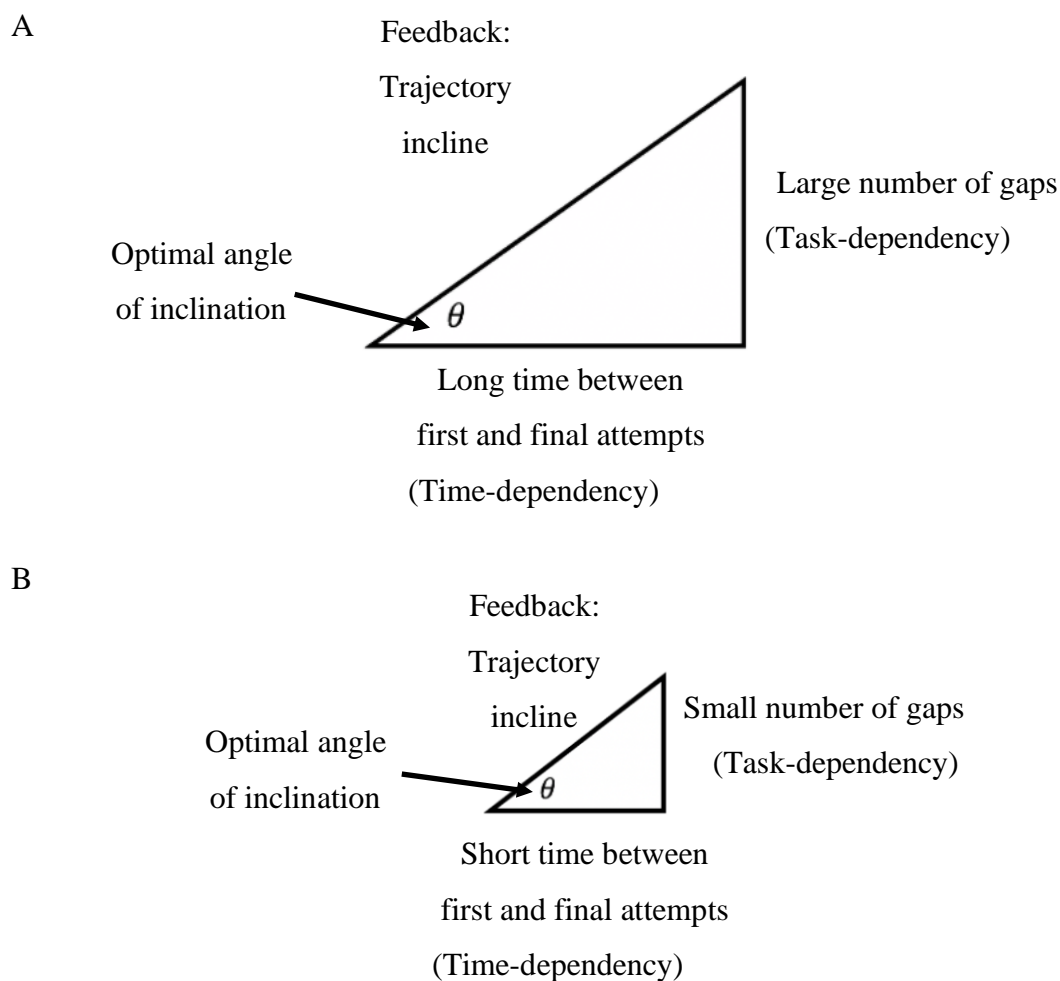 A
Feedback:
Trajectory
incline
Large number of gaps
(Task-dependency)
Optimal angle
of inclination
θ
Long time between
first and final attempts
(Time-dependency)
B
Feedback:
Trajectory
incline
Small number of gaps
(Task-dependency)
Optimal angle
of inclination
θ
Short time between
first and final attempts
(Time-dependency)